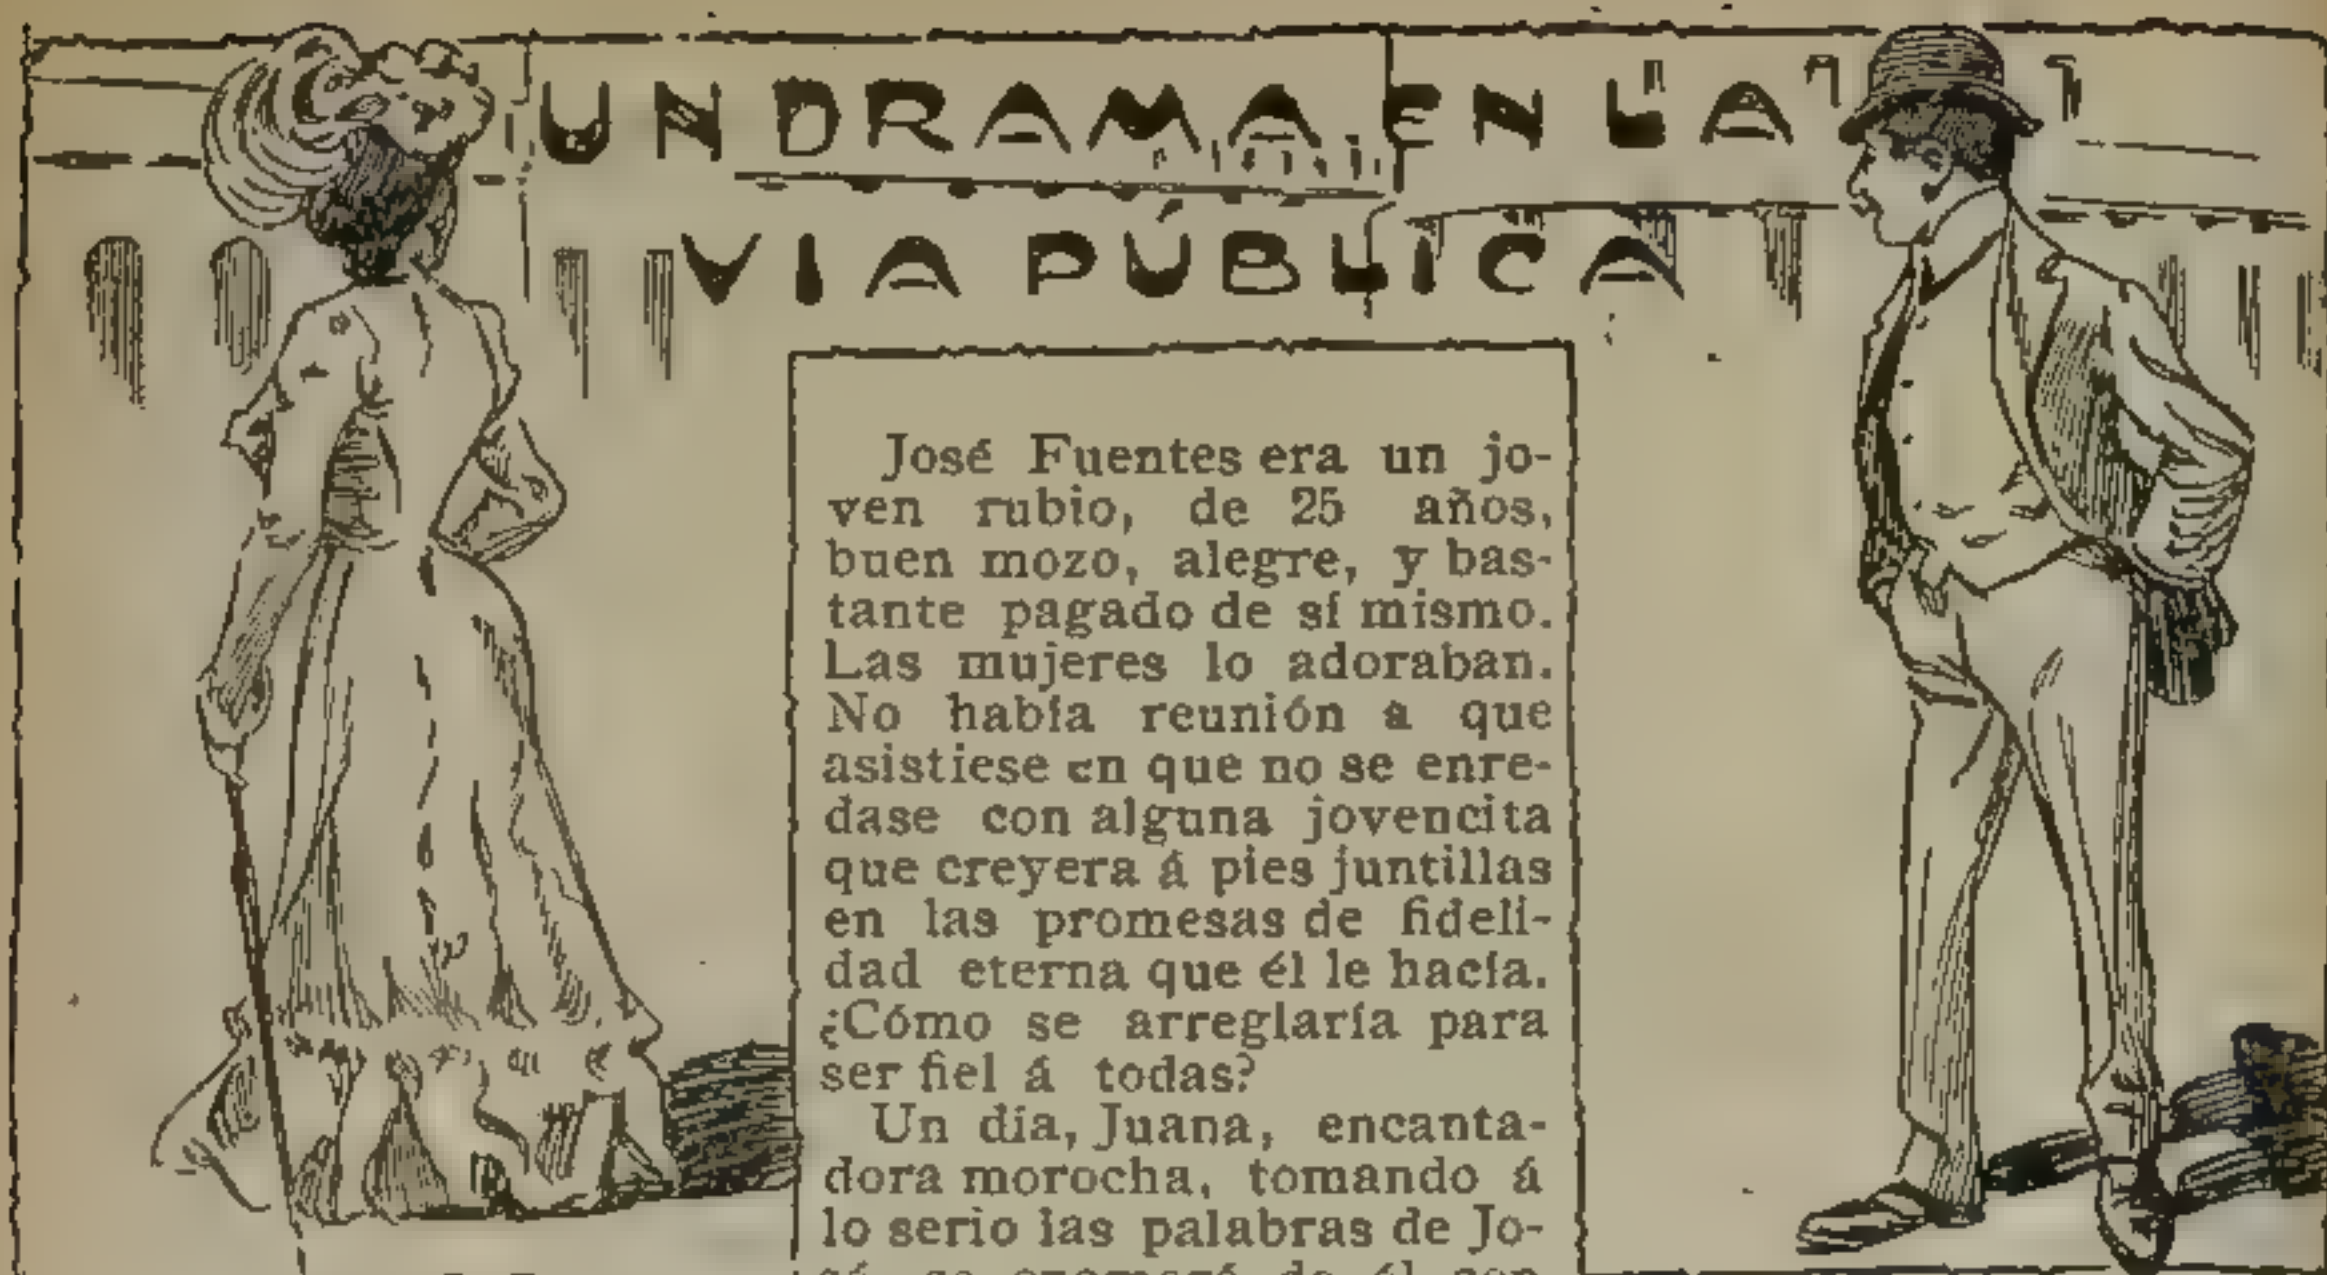 UN DRAMA EN LA
VIA PÚBLICA
José Fuentes era un jo-
ven rubio, de 25 años,
buen mozo, alegre, y bas-
tante pagado de sí mismo.
Las mujeres lo adoraban.
No había reunión a que
asistiese en que no se enre-
dase con alguna jovencita
que creyera á pies juntillas
en las promesas de fideli-
dad eterna que él le hacía.
¿Cómo se arreglaría para
ser fiel á todas?
Un día, Juana, encanta-
dora morocha, tomando á
lo serio las palabras de Jo-